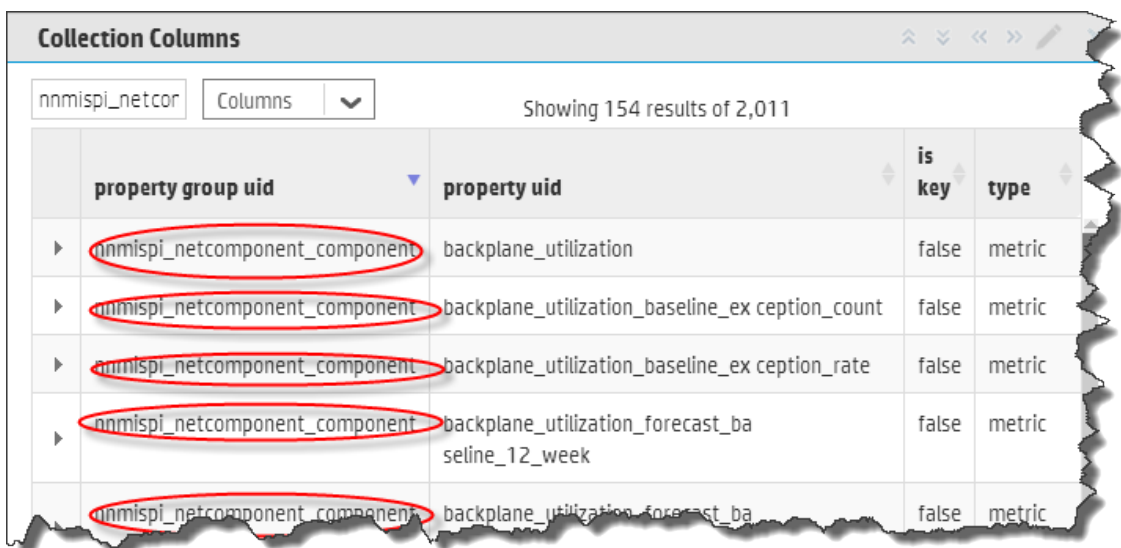 Collection Columns
nnmispi_netcor Columns Showing 154 results of 2,011
property group uid property uid is key type
nnmispi_netcomponent_component backplane_utilization false metric
nnmispi_netcomponent_component backplane_utilization_baseline_ex ception_count false metric
nnmispi_netcomponent_component backplane_utilization_baseline_ex ception_rate false metric
nnmispi_netcomponent_component backplane_utilization_forecast_ba false metric
seline_12_week
nnmispi_netcomponent_component backplane_utilization_forecast_ba false metric